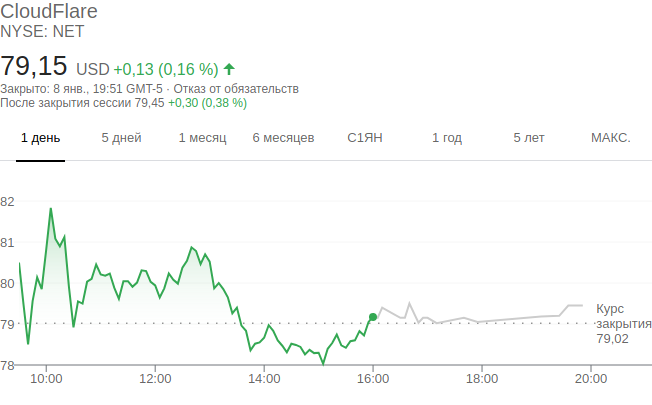 CloudFlare
NYSE: NET
79,15 USD +0,13 (0,16 %)
Закрыто: 8 янв., 19:51 GMT-5 · Отказ от обязательств
После закрытия сессии 79,45 +0,30 (0,38 %)
1 день 5 дней 1 месяц 6 месяцев С1ЯН 1 год 5 лет МАКС.
82
81
80
79
78
Курс
закрытия
79,02
10:00 12:00 14:00 16:00 18:00 20:00